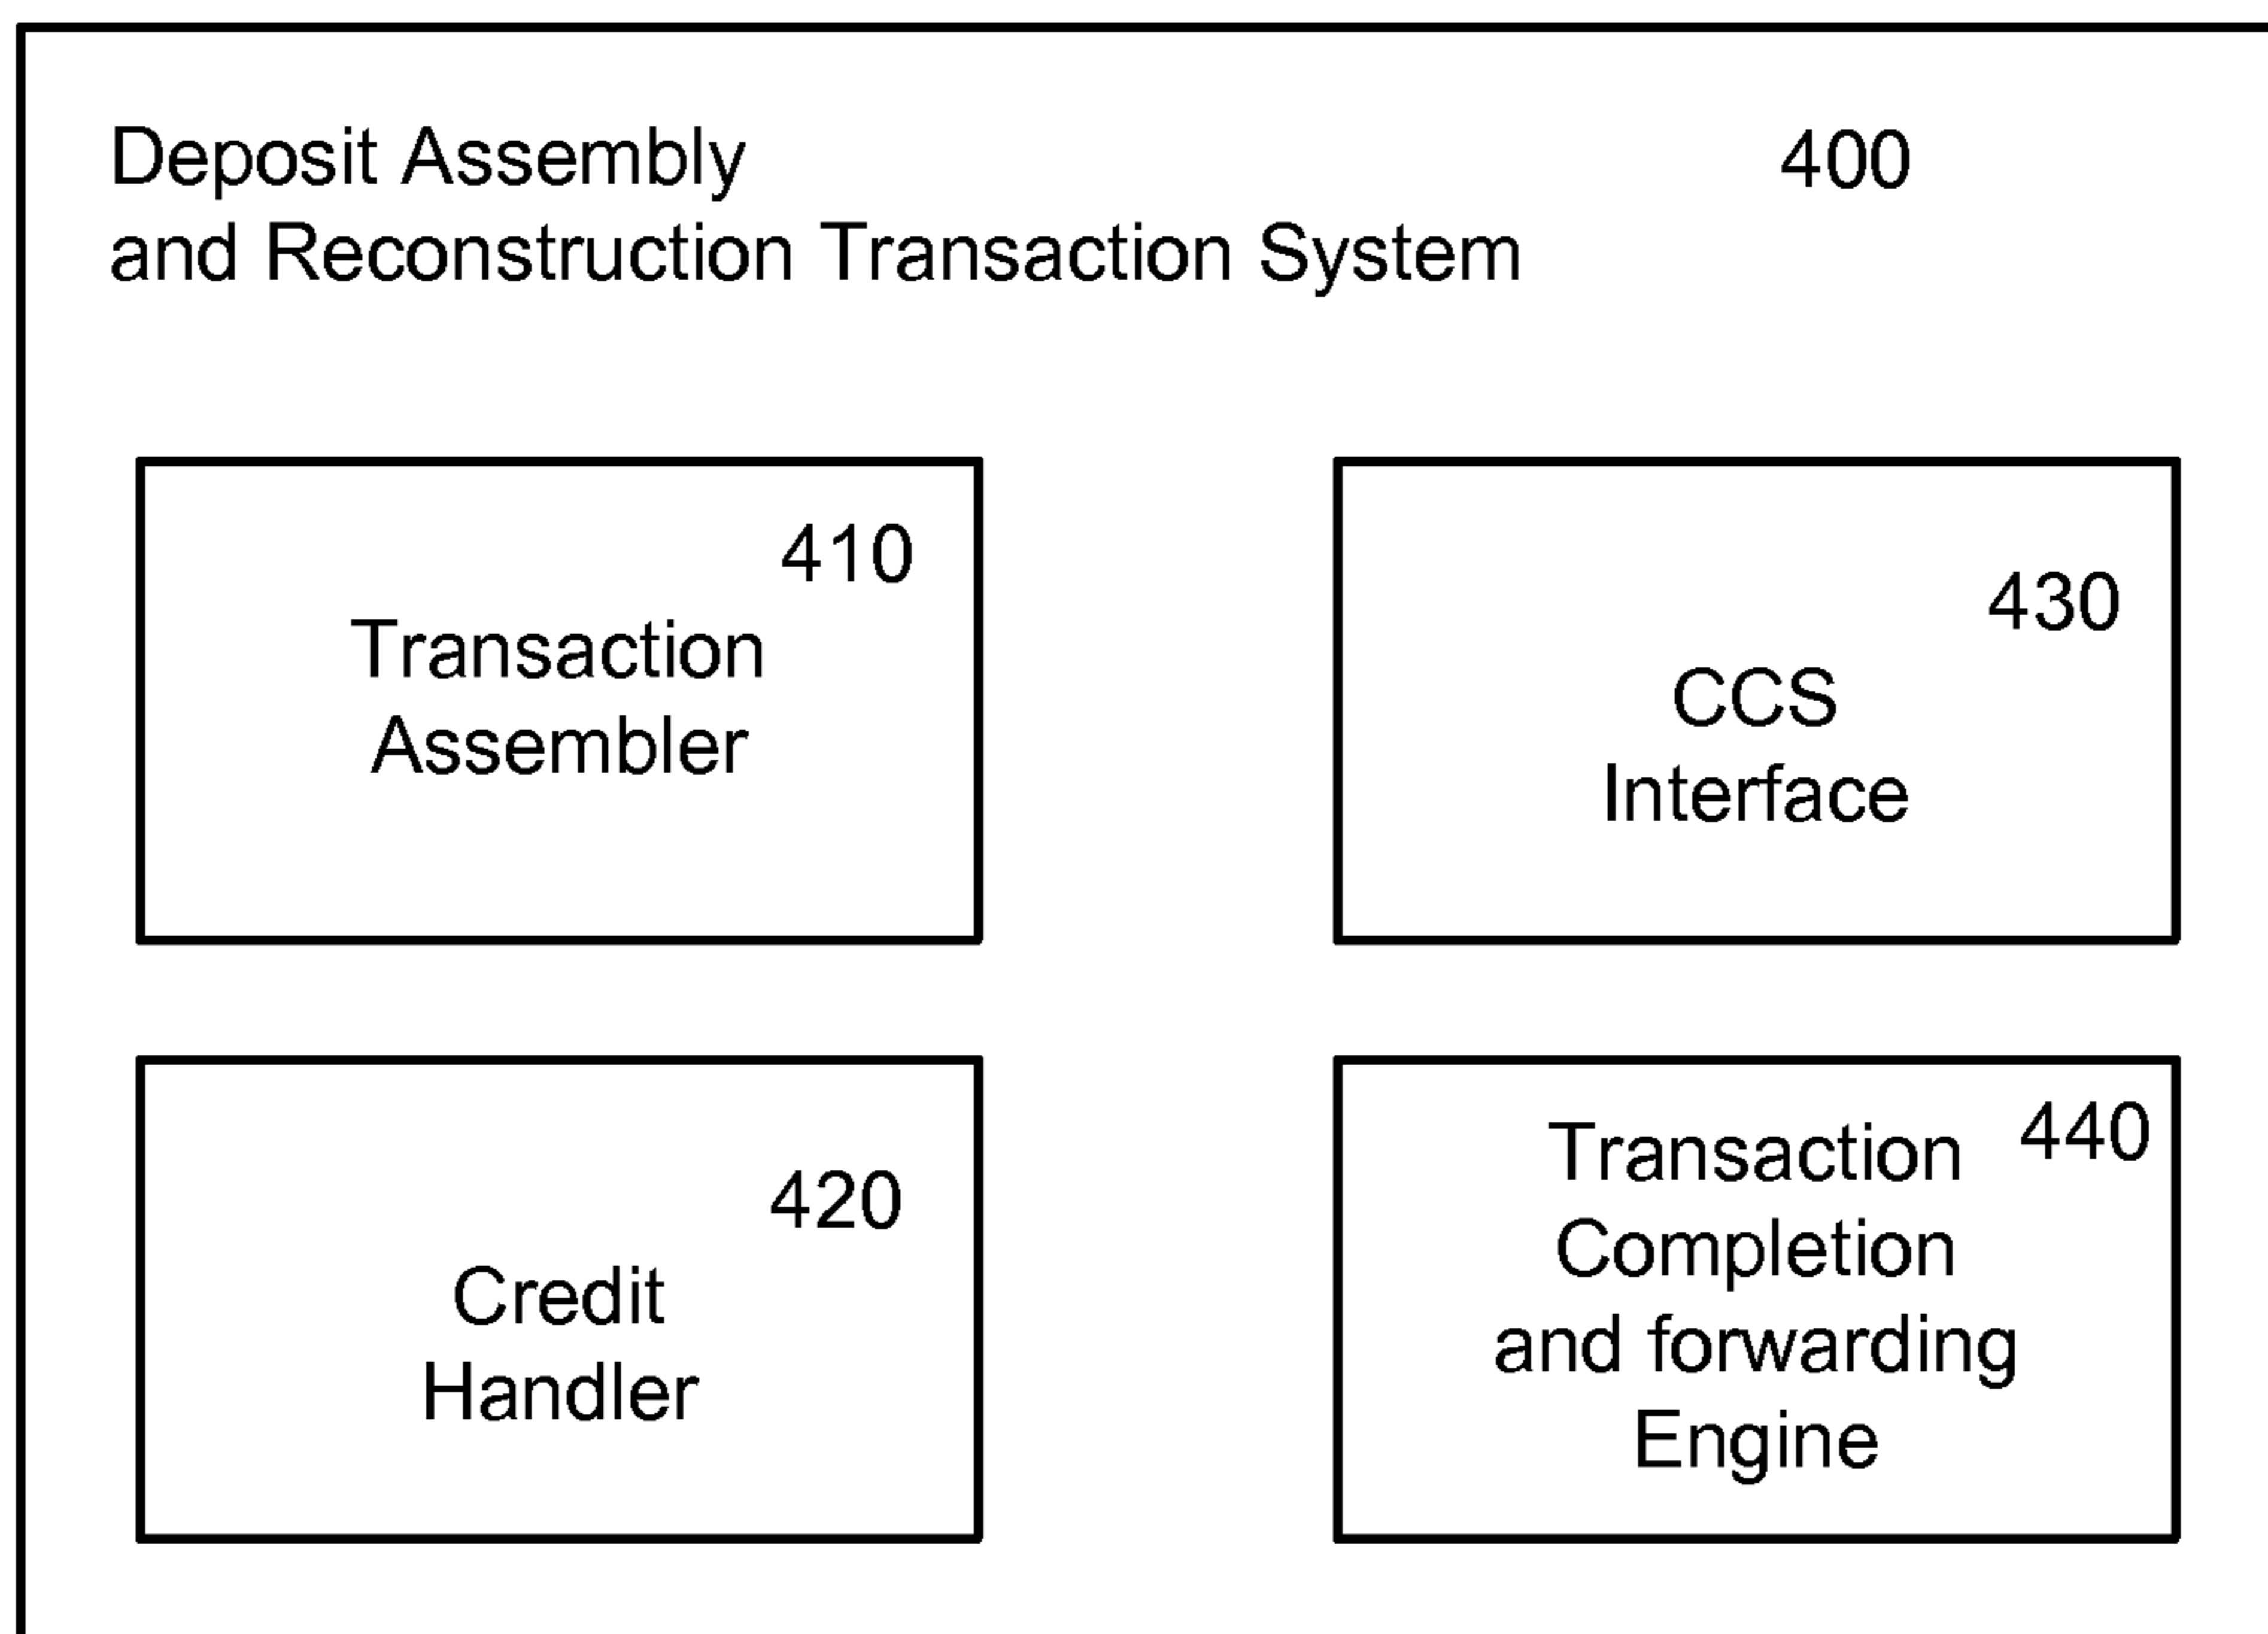 Deposit Assembly 400
and Reconstruction Transaction System
410
Transaction
Assembler
430
CCS
Interface
420
Credit
Handler
Transaction 440
Completion
and forwarding
Engine